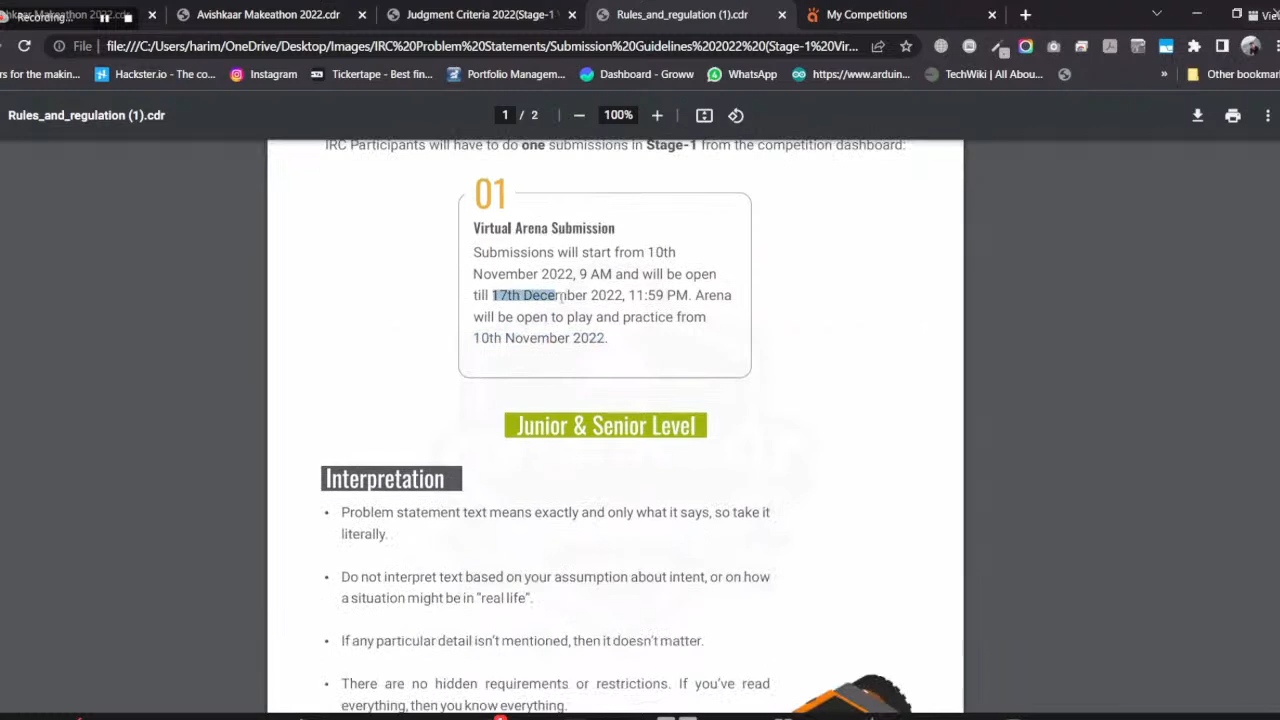 Recording...
Avishkaar Makeathon 2022.cdr
Judgment Criteria 2022(Stage-1
Rules_and_regulation (1).cdr
My Competitions
File
file:///C:/Users/harim/OneDrive/Desktop/Images/IRC%20Problem%20Statements/Submission%20Guidelines%202022%20(Stage-1%20Vir...
rs for the makin...
Hackster.io - The co...
Instagram
Tickertape - Best fin...
Portfolio Managem...
Dashboard - Groww
WhatsApp
https://www.arduin...
TechWiki | All Abou...
»
Other bookmar
Rules_and_regulation (1).cdr
1 / 2
100%
IRC Participants will have to do one submissions in Stage-1 from the competition dashboard:
01
Virtual Arena Submission
Submissions will start from 10th
November 2022, 9 AM and will be open
till 17th December 2022, 11:59 PM. Arena
will be open to play and practice from
10th November 2022.
Junior & Senior Level
Interpretation
• Problem statement text means exactly and only what it says, so take it
literally.
• Do not interpret text based on your assumption about intent, or on how
a situation might be in "real life".
• If any particular detail isn't mentioned, then it doesn't matter.
• There are no hidden requirements or restrictions. If you've read
everything, then you know everything.